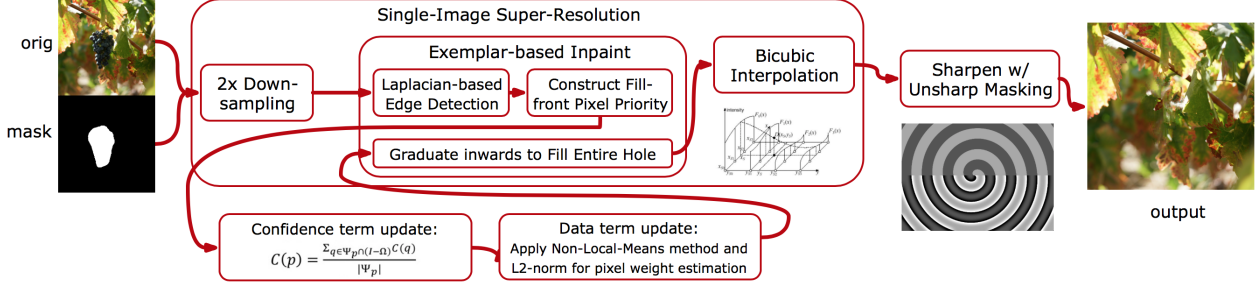 Single-Image Super-Resolution
orig
mask
2x Down-
sampling
Exemplar-based Inpaint
Laplacian-based
Edge Detection
Construct Fill-
front Pixel Priority
Graduate inwards to Fill Entire Hole
Bicubic
Interpolation
intensity
Sharpen w/
Unsharp Masking
output
Confidence term update:
C(p) = Σq∈Ψp∩(I−Ω) C(q) / |Ψp|
Data term update:
Apply Non-Local-Means method and
L2-norm for pixel weight estimation